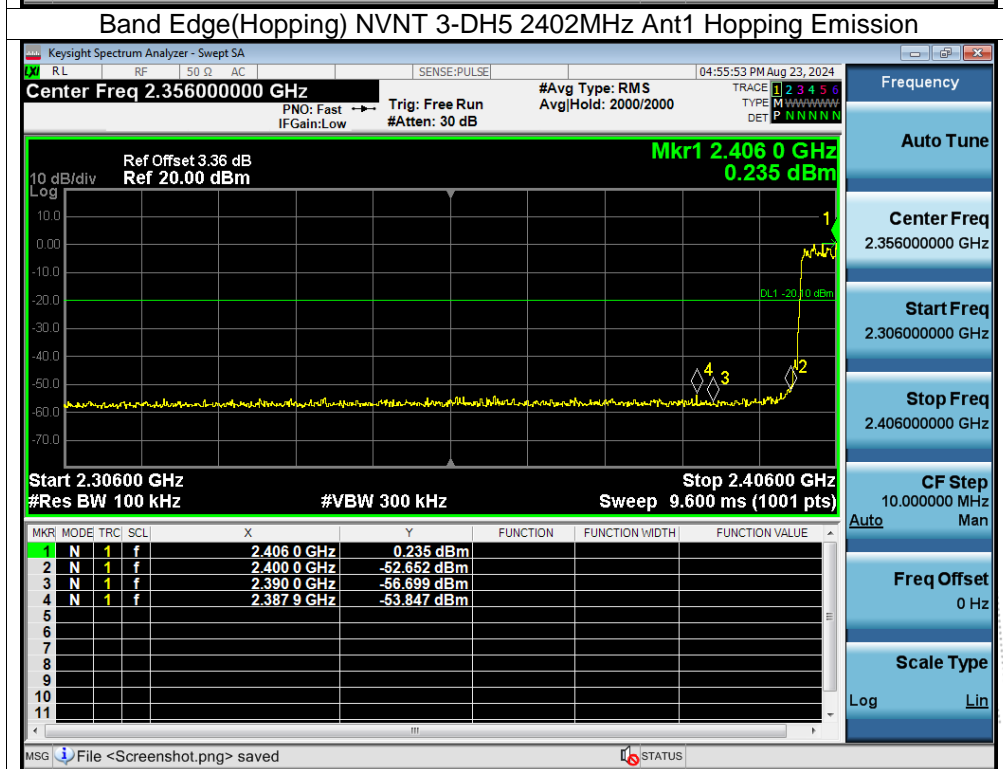 Band Edge(Hopping) NVNT 3-DH5 2402MHz Ant1 Hopping Emission
Keysight Spectrum Analyzer - Swept SA
LXI RL RF 50 Ω AC SENSE:PULSE 04:55:53 PM Aug 23, 2024
Center Freq 2.356000000 GHz #Avg Type: RMS TRACE 1 2 3 4 5 6
PNO: Fast Trig: Free Run Avg|Hold: 2000/2000 TYPE M WWWWW
IFGain:Low #Atten: 30 dB DET P N N N N N
Frequency
Auto Tune
Center Freq
2.356000000 GHz
Start Freq
2.306000000 GHz
Stop Freq
2.406000000 GHz
CF Step
10.000000 MHz
Auto Man
Freq Offset
0 Hz
Scale Type
Log Lin
Mkr1 2.406 0 GHz
Ref Offset 3.36 dB
10 dB/div Ref 20.00 dBm 0.235 dBm
Log
10.0
0.00
-10.0
-20.0
-30.0
-40.0
-50.0
-60.0
-70.0
1
DL1 -20.10 dBm
4 3 2
Start 2.30600 GHz Stop 2.40600 GHz
#Res BW 100 kHz #VBW 300 kHz Sweep 9.600 ms (1001 pts)
MKR MODE TRC SCL X Y FUNCTION FUNCTION WIDTH FUNCTION VALUE
1 N 1 f 2.406 0 GHz 0.235 dBm
2 N 1 f 2.400 0 GHz -52.652 dBm
3 N 1 f 2.390 0 GHz -56.699 dBm
4 N 1 f 2.387 9 GHz -53.847 dBm
5
6
7
8
9
10
11
MSG File <Screenshot.png> saved STATUS